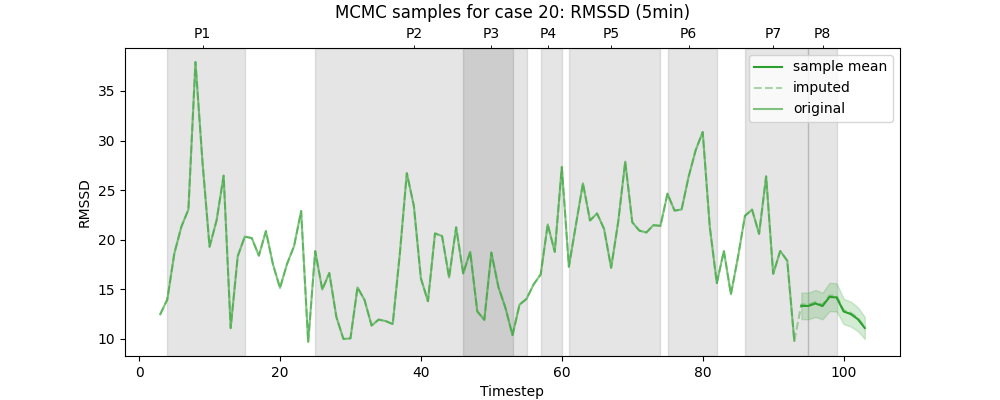 MCMC samples for case 20: RMSSD (5min)
P1 P2 P3 P4 P5 P6 P7 P8
sample mean
imputed
original
35
30
25
20
15
10
RMSSD
0 20 40 60 80 100
Timestep